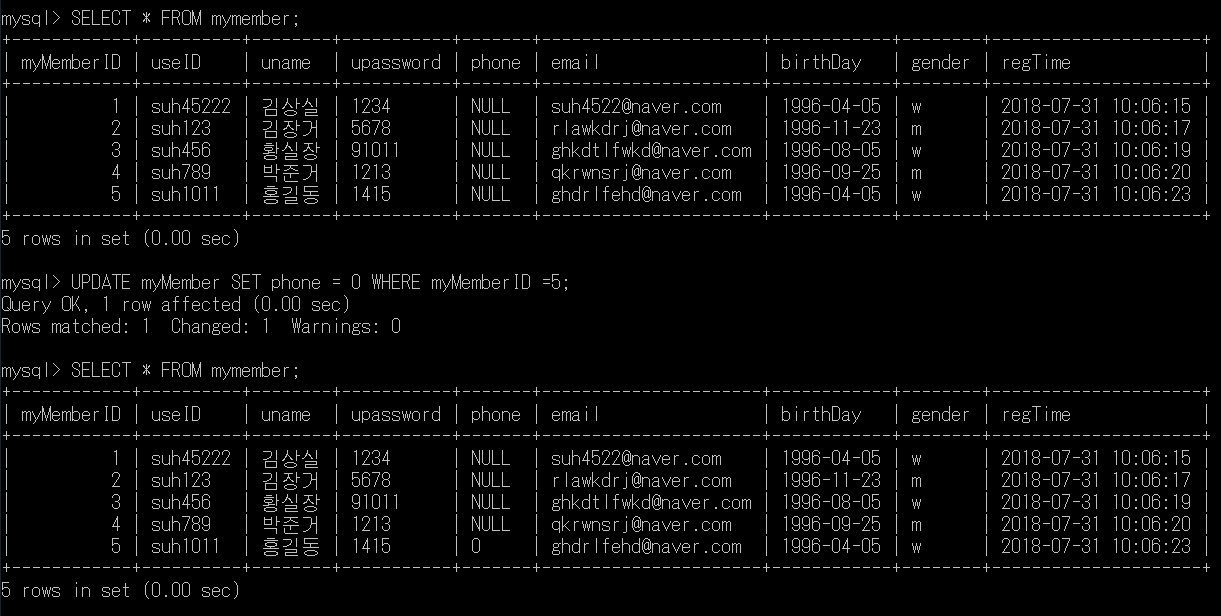 mysql> SELECT * FROM mymember;
+------------+----------+--------+-----------+-------+-----------------------+------------+--------+---------------------+
| myMemberID | useID    | uname  | upassword | phone | email                 | birthDay   | gender | regTime             |
+------------+----------+--------+-----------+-------+-----------------------+------------+--------+---------------------+
|          1 | suh45222 | 김상실 | 1234      | NULL  | suh4522@naver.com     | 1996-04-05 | w      | 2018-07-31 10:06:15 |
|          2 | suh123   | 김장거 | 5678      | NULL  | rlawkdrj@naver.com    | 1996-11-23 | m      | 2018-07-31 10:06:17 |
|          3 | suh456   | 황실장 | 91011     | NULL  | ghkdtlfwkd@naver.com  | 1996-08-05 | w      | 2018-07-31 10:06:19 |
|          4 | suh789   | 박준거 | 1213      | NULL  | qkrwnsrj@naver.com    | 1996-09-25 | m      | 2018-07-31 10:06:20 |
|          5 | suh1011  | 홍길동 | 1415      | NULL  | ghdrlfehd@naver.com   | 1996-04-05 | w      | 2018-07-31 10:06:23 |
+------------+----------+--------+-----------+-------+-----------------------+------------+--------+---------------------+
5 rows in set (0.00 sec)
mysql> UPDATE myMember SET phone = 0 WHERE myMemberID =5;
Query OK, 1 row affected (0.00 sec)
Rows matched: 1  Changed: 1  Warnings: 0
mysql> SELECT * FROM mymember;
+------------+----------+--------+-----------+-------+-----------------------+------------+--------+---------------------+
| myMemberID | useID    | uname  | upassword | phone | email                 | birthDay   | gender | regTime             |
+------------+----------+--------+-----------+-------+-----------------------+------------+--------+---------------------+
|          1 | suh45222 | 김상실 | 1234      | NULL  | suh4522@naver.com     | 1996-04-05 | w      | 2018-07-31 10:06:15 |
|          2 | suh123   | 김장거 | 5678      | NULL  | rlawkdrj@naver.com    | 1996-11-23 | m      | 2018-07-31 10:06:17 |
|          3 | suh456   | 황실장 | 91011     | NULL  | ghkdtlfwkd@naver.com  | 1996-08-05 | w      | 2018-07-31 10:06:19 |
|          4 | suh789   | 박준거 | 1213      | NULL  | qkrwnsrj@naver.com    | 1996-09-25 | m      | 2018-07-31 10:06:20 |
|          5 | suh1011  | 홍길동 | 1415      | 0     | ghdrlfehd@naver.com   | 1996-04-05 | w      | 2018-07-31 10:06:23 |
+------------+----------+--------+-----------+-------+-----------------------+------------+--------+---------------------+
5 rows in set (0.00 sec)